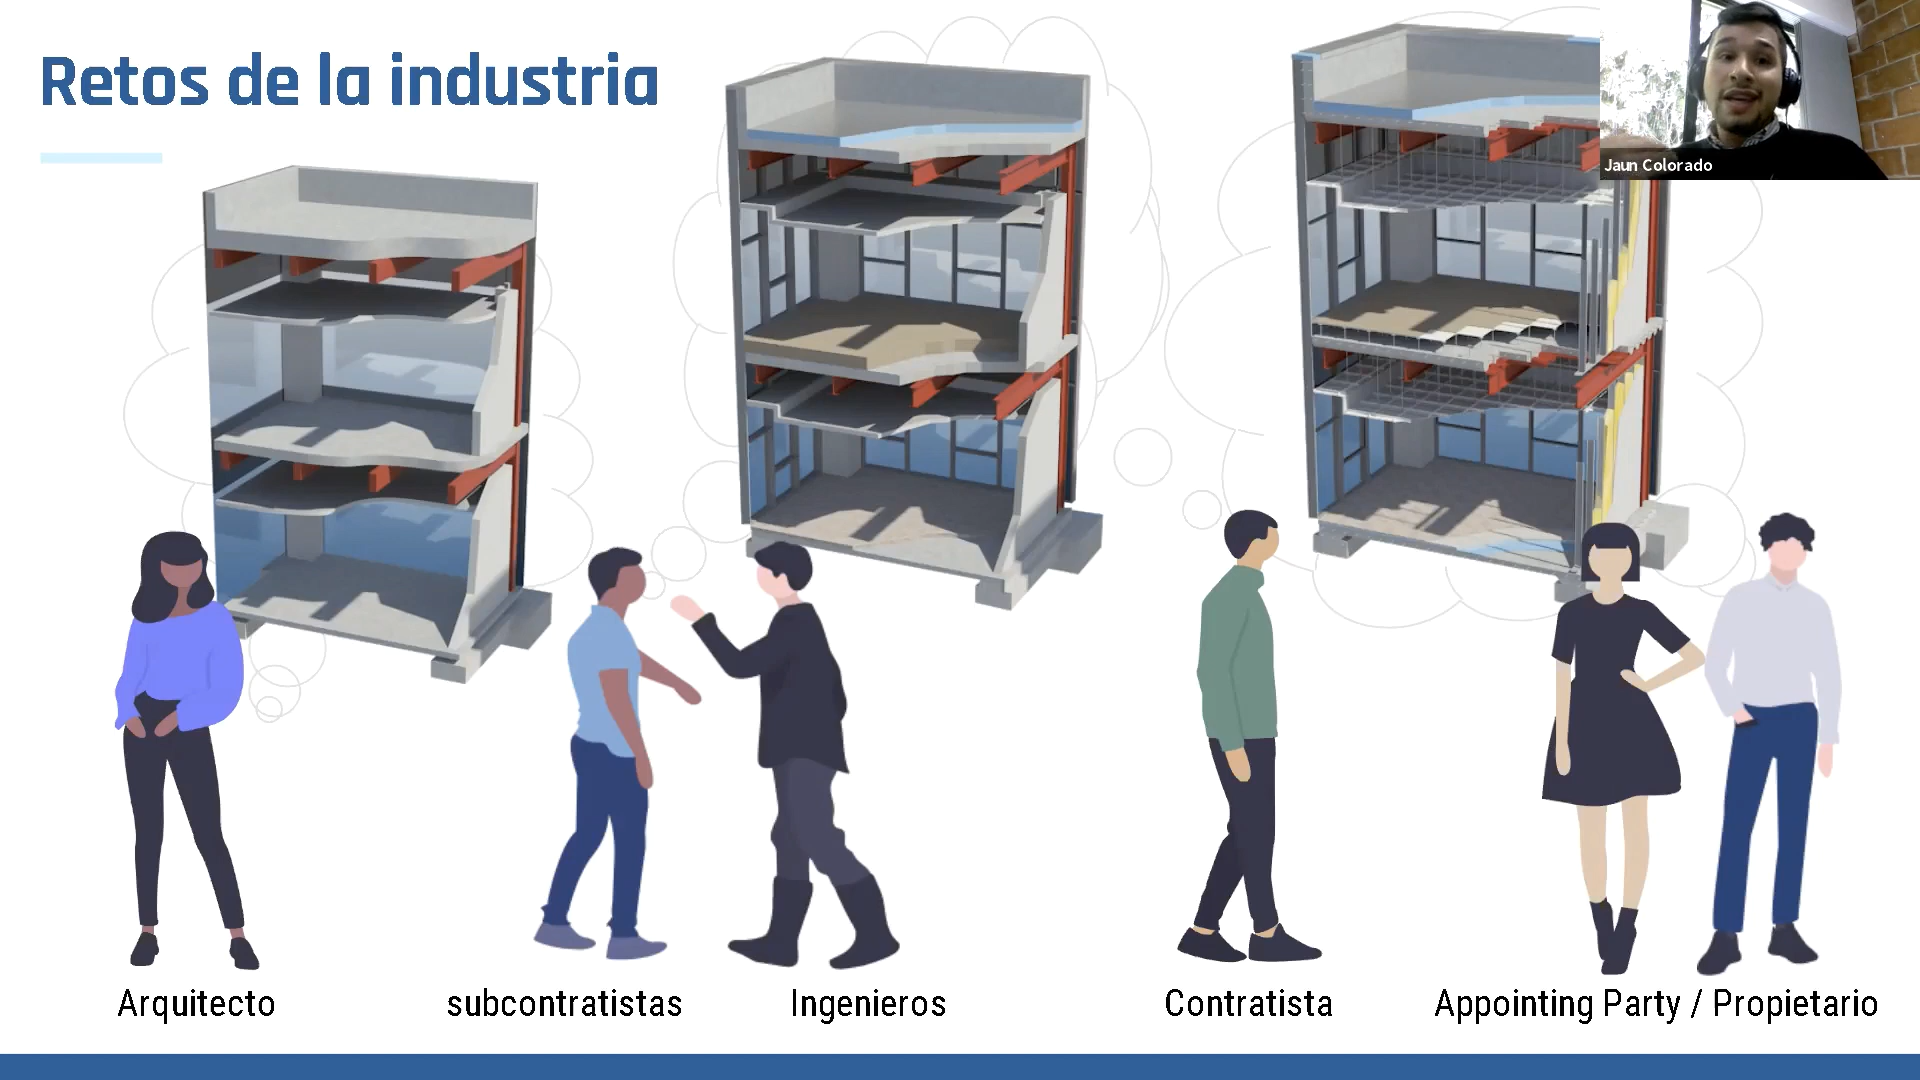 Retos de la industria
Jaun Colorado
Arquitecto
subcontratistas
Ingenieros
Contratista
Appointing Party / Propietario